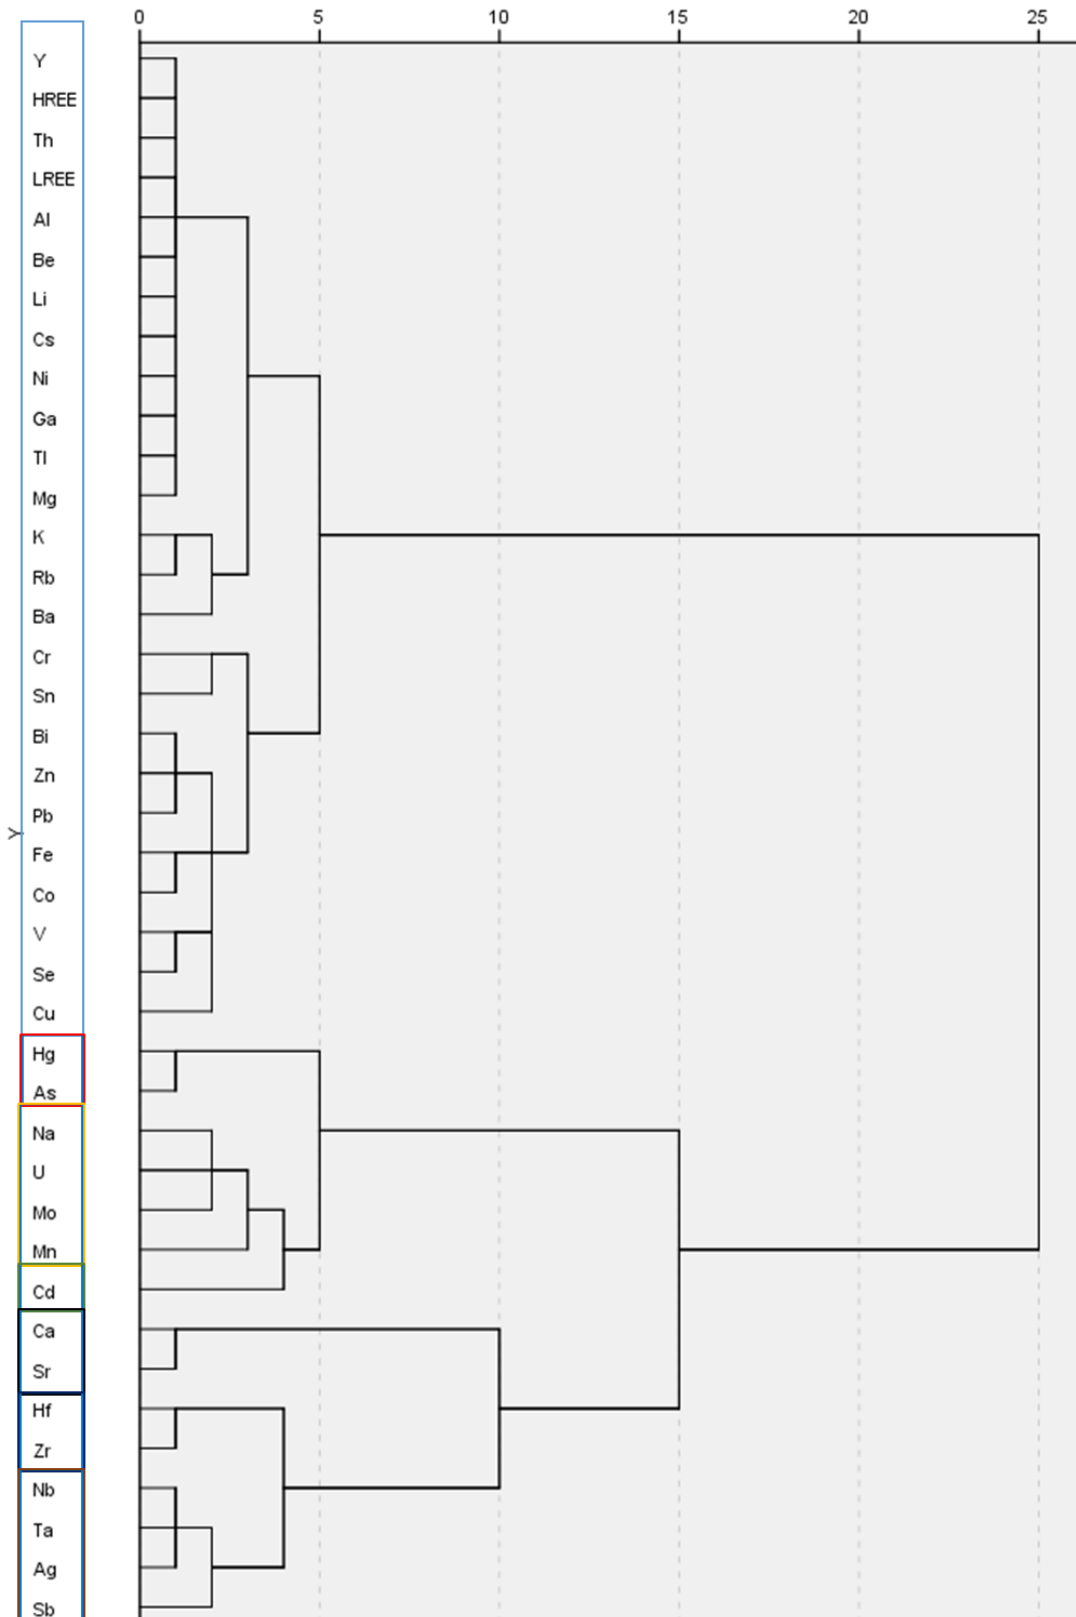 0 5 10 15 20 25
Y
HREE
Th
LREE
Al
Be
Li
Cs
Ni
Ga
Tl
Mg
K
Rb
Ba
Cr
Sn
Bi
Zn
Pb
Y
Fe
Co
V
Se
Cu
Hg
As
Na
U
Mo
Mn
Cd
Ca
Sr
Hf
Zr
Nb
Ta
Ag
Sb